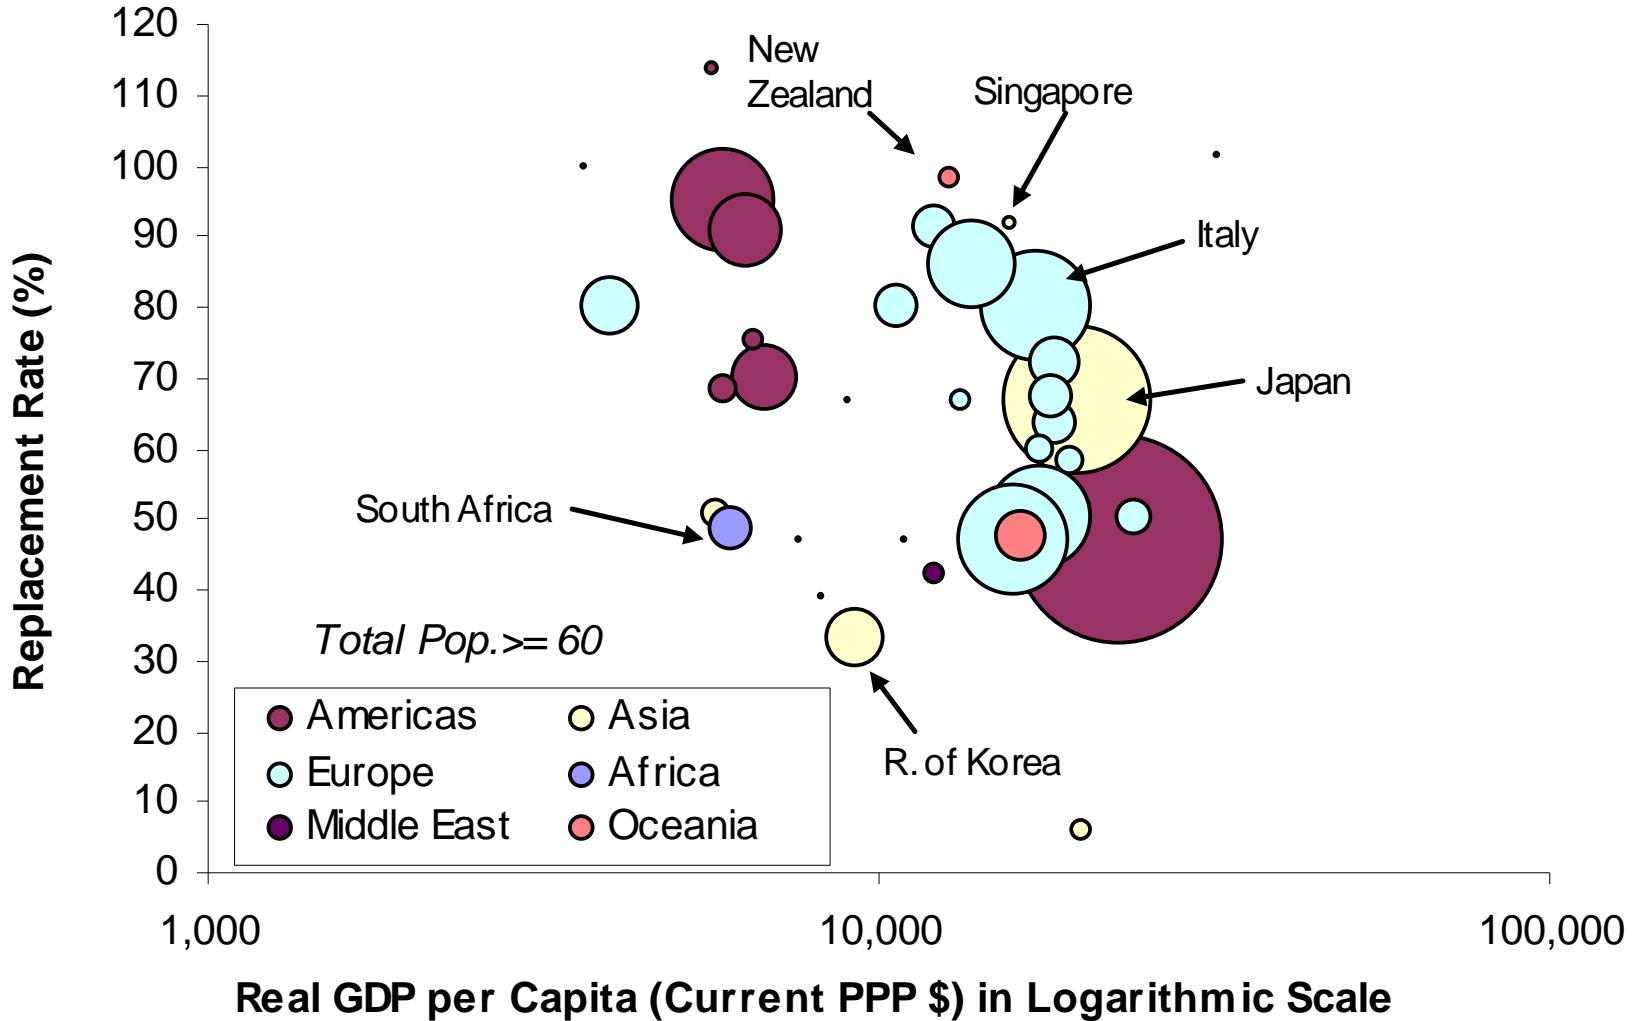 120
110
100
90
80
70
60
50
40
30
20
10
0
Replacement Rate (%)
New
Zealand
Singapore
Italy
Japan
South Africa
R. of Korea
Total Pop.>= 60
Americas
Asia
Europe
Africa
Middle East
Oceania
1,000
10,000
100,000
Real GDP per Capita (Current PPP $) in Logarithmic Scale